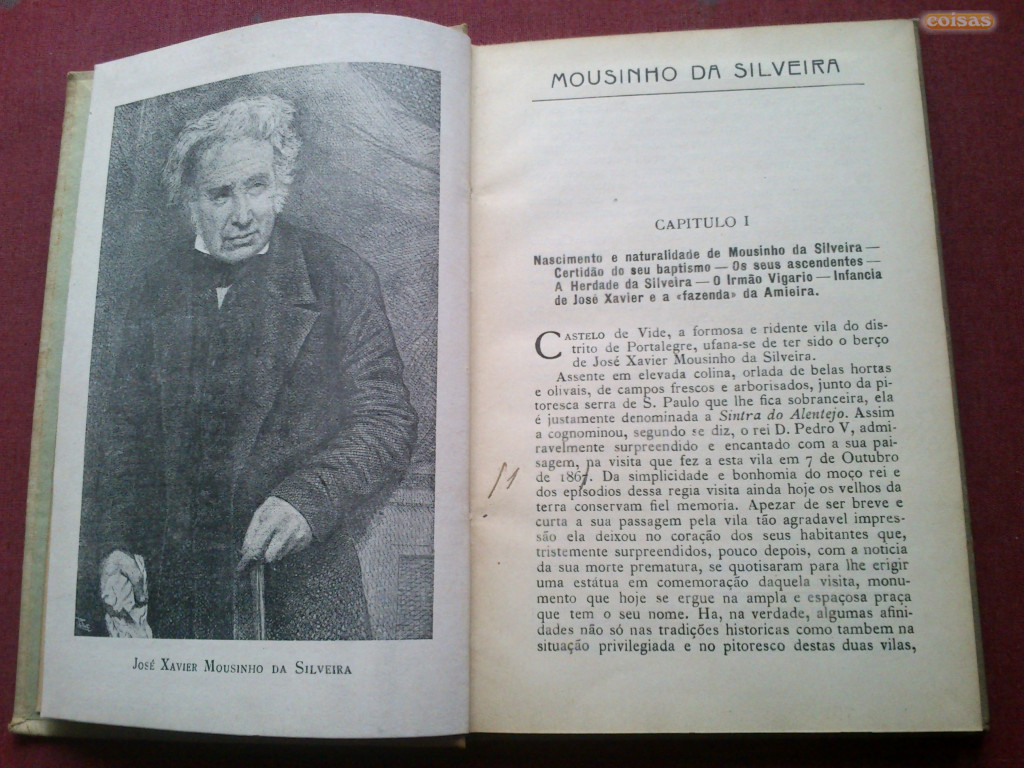 coisas
JOSÉ XAVIER MOUSINHO DA SILVEIRA
MOUSINHO DA SILVEIRA
CAPITULO I
Nascimento e naturalidade de Mousinho da Silveira —
Certidão do seu baptismo — Os seus ascendentes —
A Herdade da Silveira — O Irmão Vigario — Infancia
de José Xavier e a «fazenda» da Amieira.
CASTELO de Vide, a formosa e ridente vila do dis-
trito de Portalegre, ufana-se de ter sido o berço
de José Xavier Mousinho da Silveira.
Assente em elevada colina, orlada de belas hortas
e olivais, de campos frescos e arborisados, junto da pi-
toresca serra de S. Paulo que lhe fica sobranceira, ela
é justamente denominada a Sintra do Alentejo. Assim
a cognominou, segundo se diz, o rei D. Pedro V, admi-
ravelmente surpreendido e encantado com a sua pai-
sagem, na visita que fez a esta vila em 7 de Outubro
de 1861. Da simplicidade e bonhomia do moço rei e
dos episodios dessa regia visita ainda hoje os velhos da
terra conservam fiel memoria. Apezar de ser breve e
curta a sua passagem pela vila tão agradavel impres-
são ela deixou no coração dos seus habitantes que,
tristemente surpreendidos, pouco depois, com a noticia
da sua morte prematura, se quotisaram para lhe erigir
uma estátua em comemoração daquela visita, monu-
mento que hoje se ergue na ampla e espaçosa praça
que tem o seu nome. Ha, na verdade, algumas afini-
dades não só nas tradições historicas como tambem na
situação privilegiada e no pitoresco destas duas vilas,